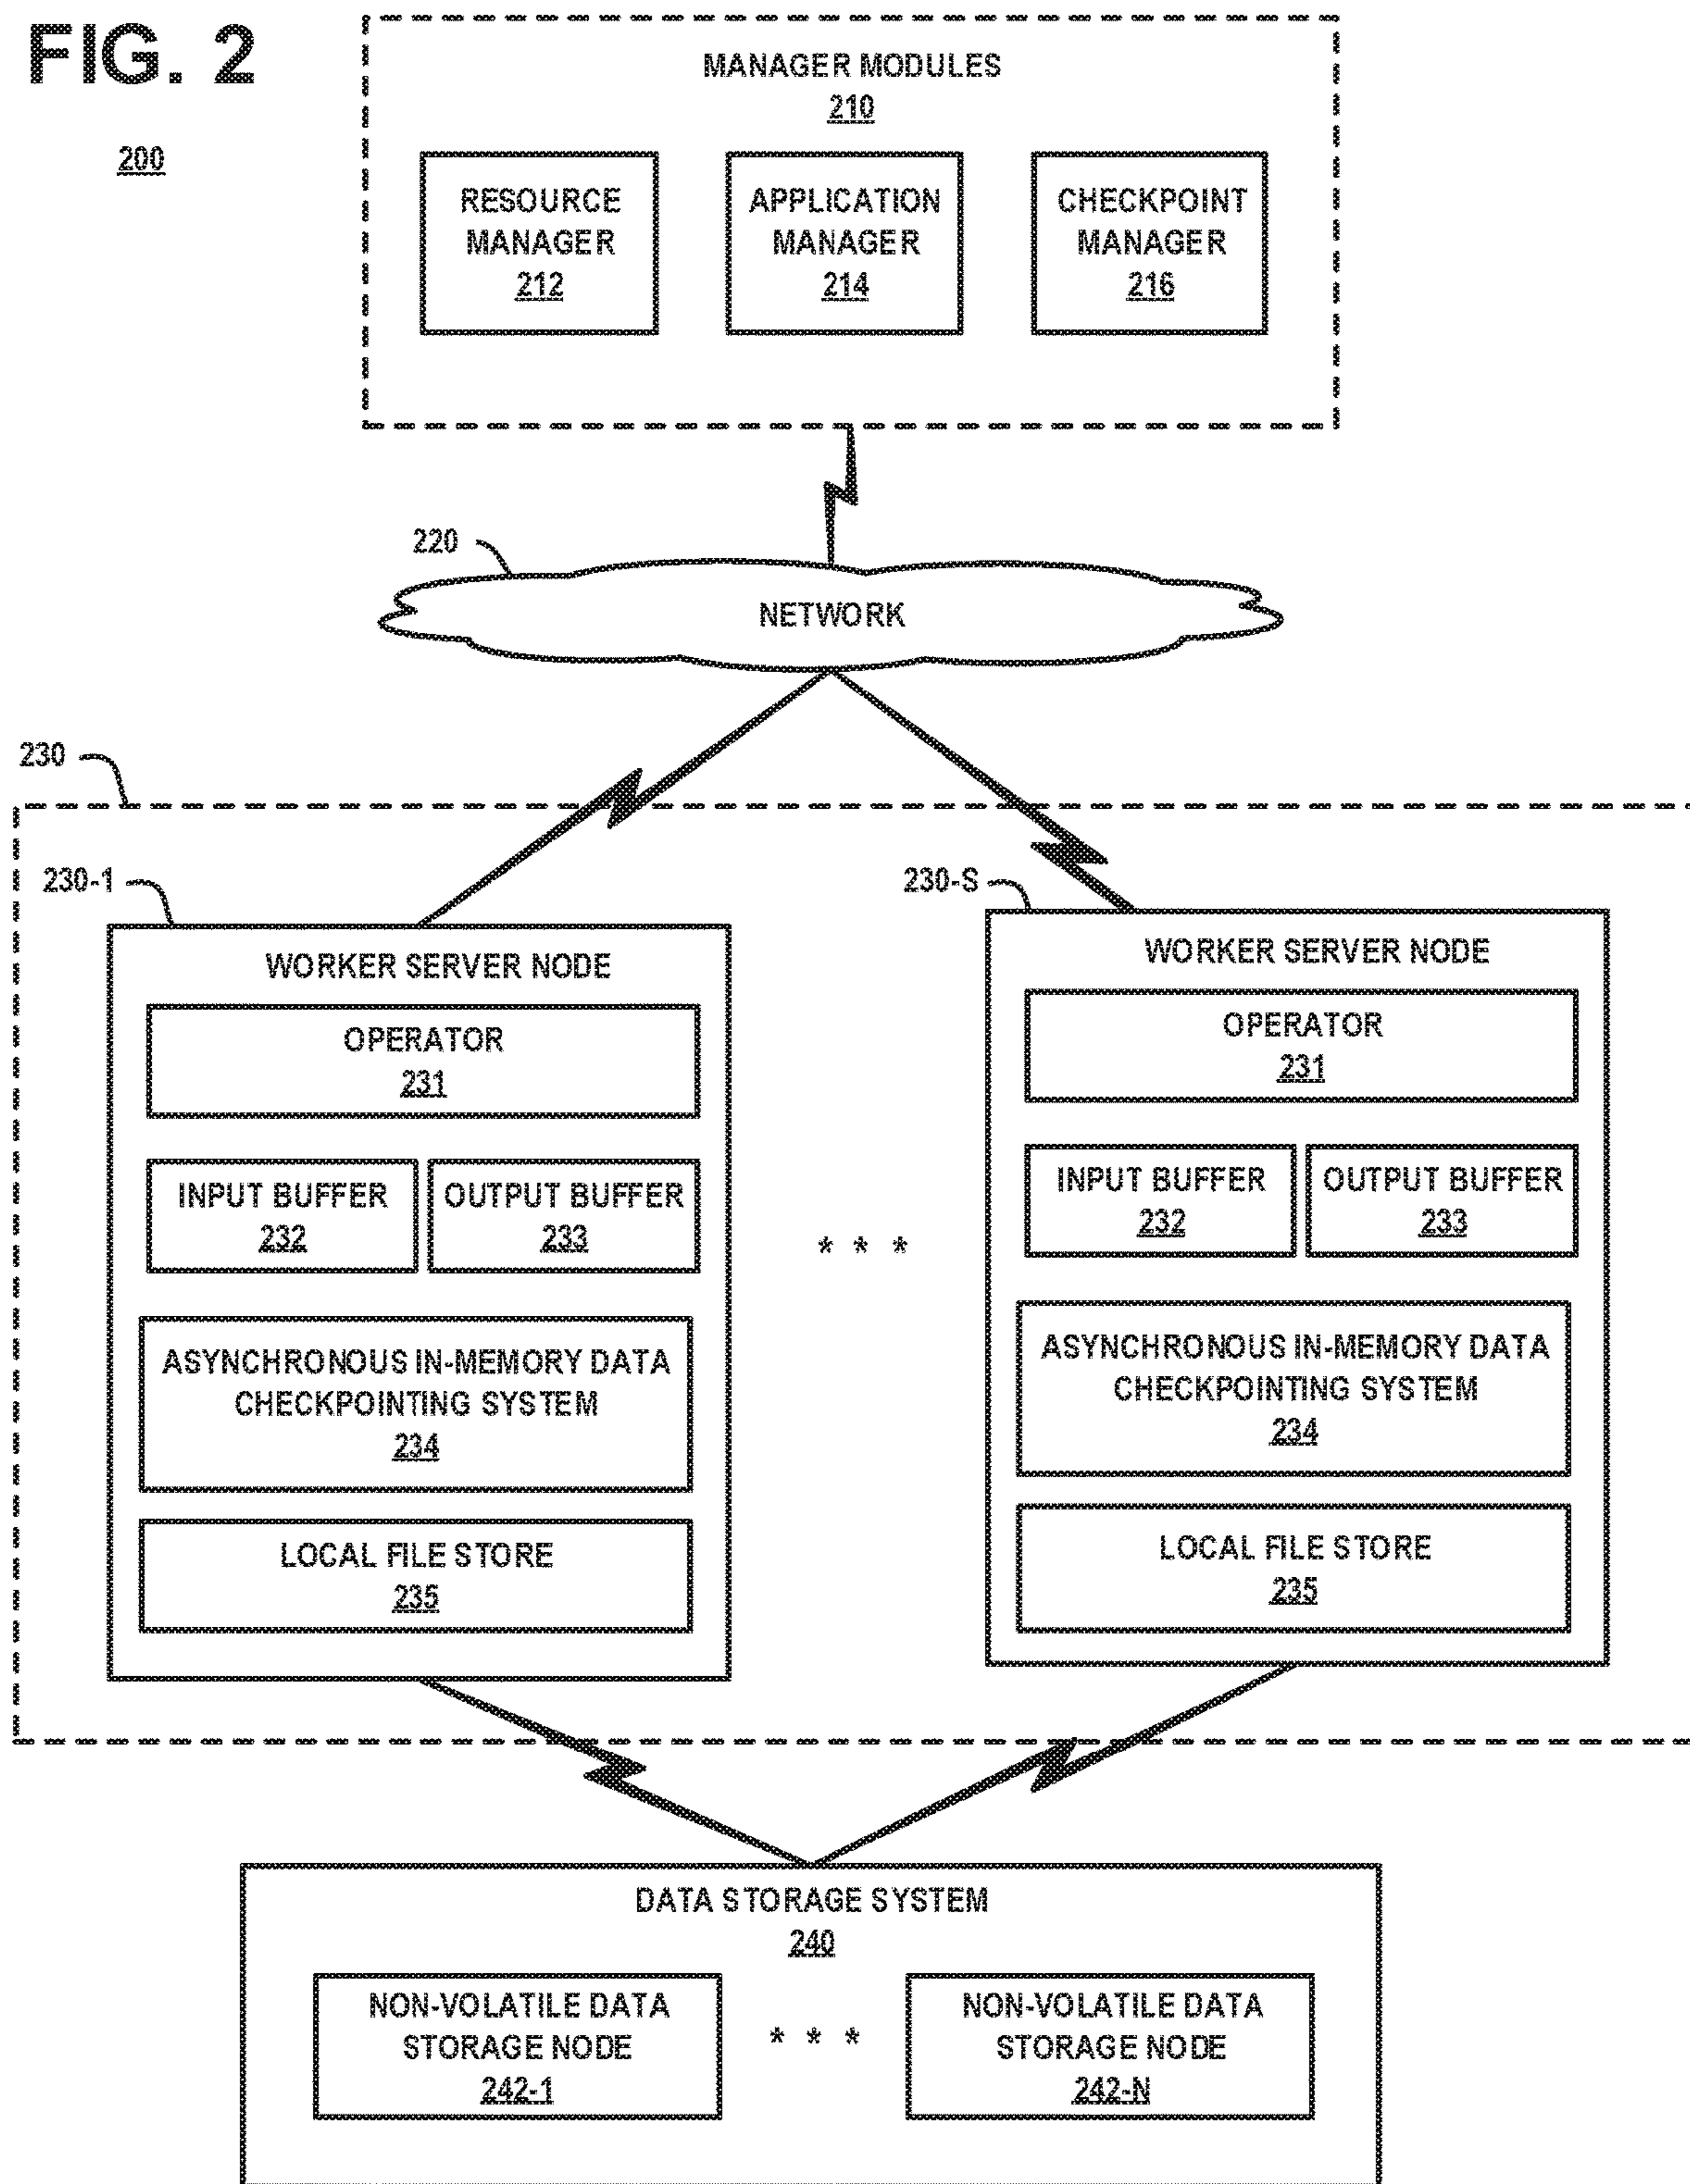 FIG. 2
200
MANAGER MODULES
210
RESOURCE
MANAGER
212
APPLICATION
MANAGER
214
CHECKPOINT
MANAGER
216
220
NETWORK
230
230-1
WORKER SERVER NODE
OPERATOR
231
INPUT BUFFER
232
OUTPUT BUFFER
233
ASYNCHRONOUS IN-MEMORY DATA
CHECKPOINTING SYSTEM
234
LOCAL FILE STORE
235
* * *
230-S
WORKER SERVER NODE
OPERATOR
231
INPUT BUFFER
232
OUTPUT BUFFER
233
ASYNCHRONOUS IN-MEMORY DATA
CHECKPOINTING SYSTEM
234
LOCAL FILE STORE
235
DATA STORAGE SYSTEM
240
NON-VOLATILE DATA
STORAGE NODE
242-1
* * *
NON-VOLATILE DATA
STORAGE NODE
242-N